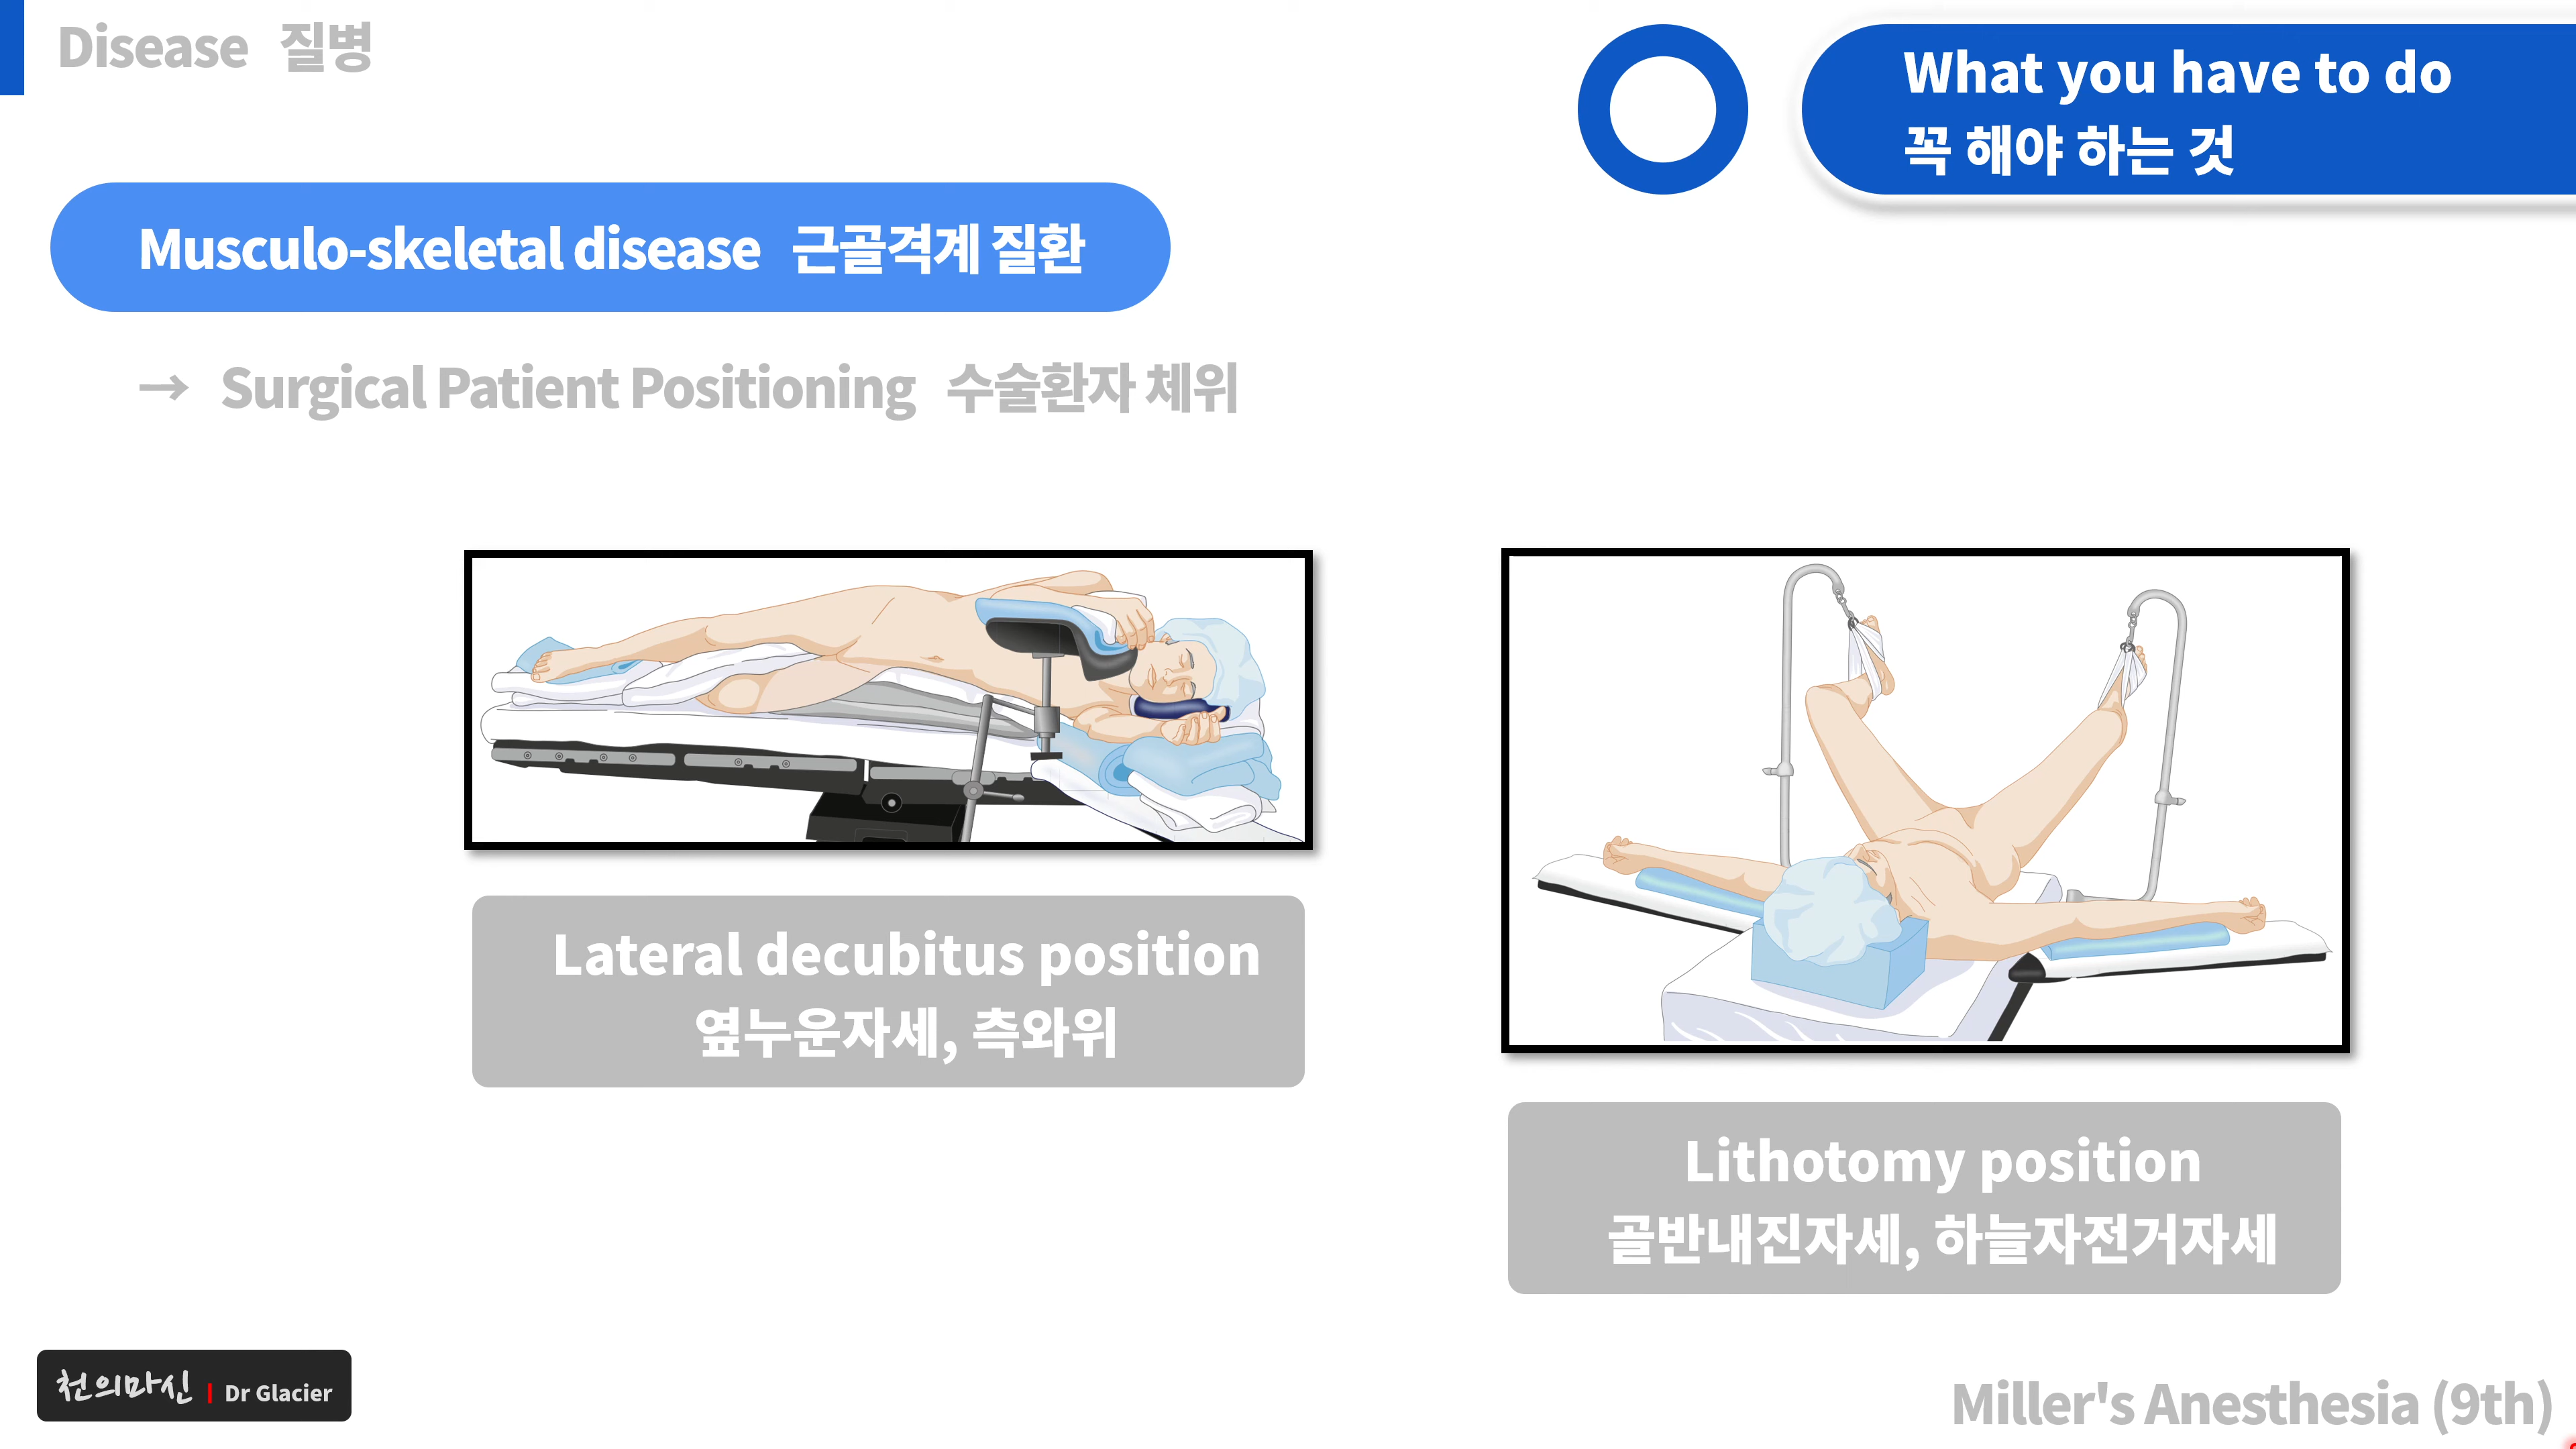 Disease 질병
What you have to do
꼭 해야 하는 것
Musculo-skeletal disease 근골격계 질환
→ Surgical Patient Positioning 수술환자 체위
Lateral decubitus position
옆누운자세, 측와위
Lithotomy position
골반내진자세, 하늘자전거자세
천의마신 | Dr Glacier
Miller's Anesthesia (9th)